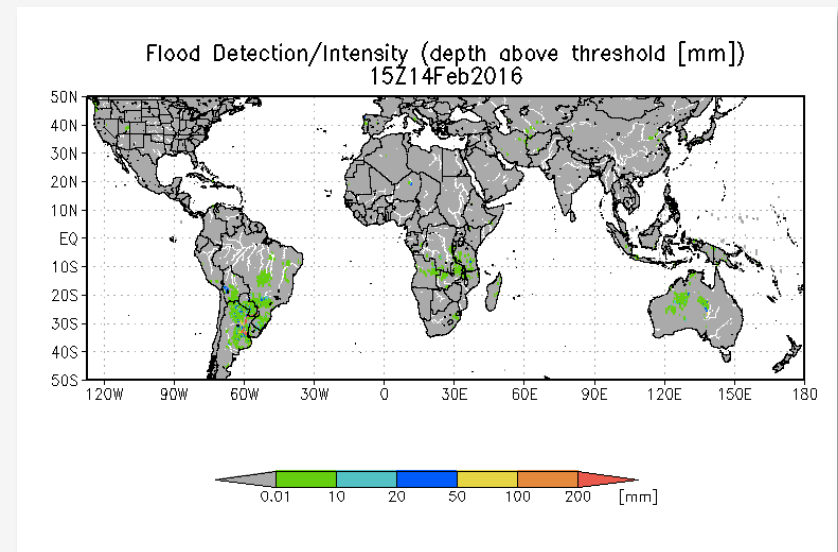 Flood Detection/Intensity (depth above threshold [mm])
15Z14Feb2016
50N
40N
30N
20N
10N
EQ
10S
20S
30S
40S
50S
120W 90W 60W 30W 0 30E 60E 90E 120E 150E 180
0.01 10 20 50 100 200 [mm]